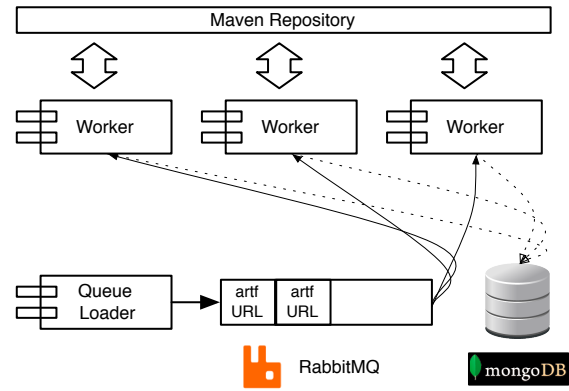 Maven Repository
Worker
Worker
Worker
Queue
Loader
artf
URL
artf
URL
RabbitMQ
mongoDB